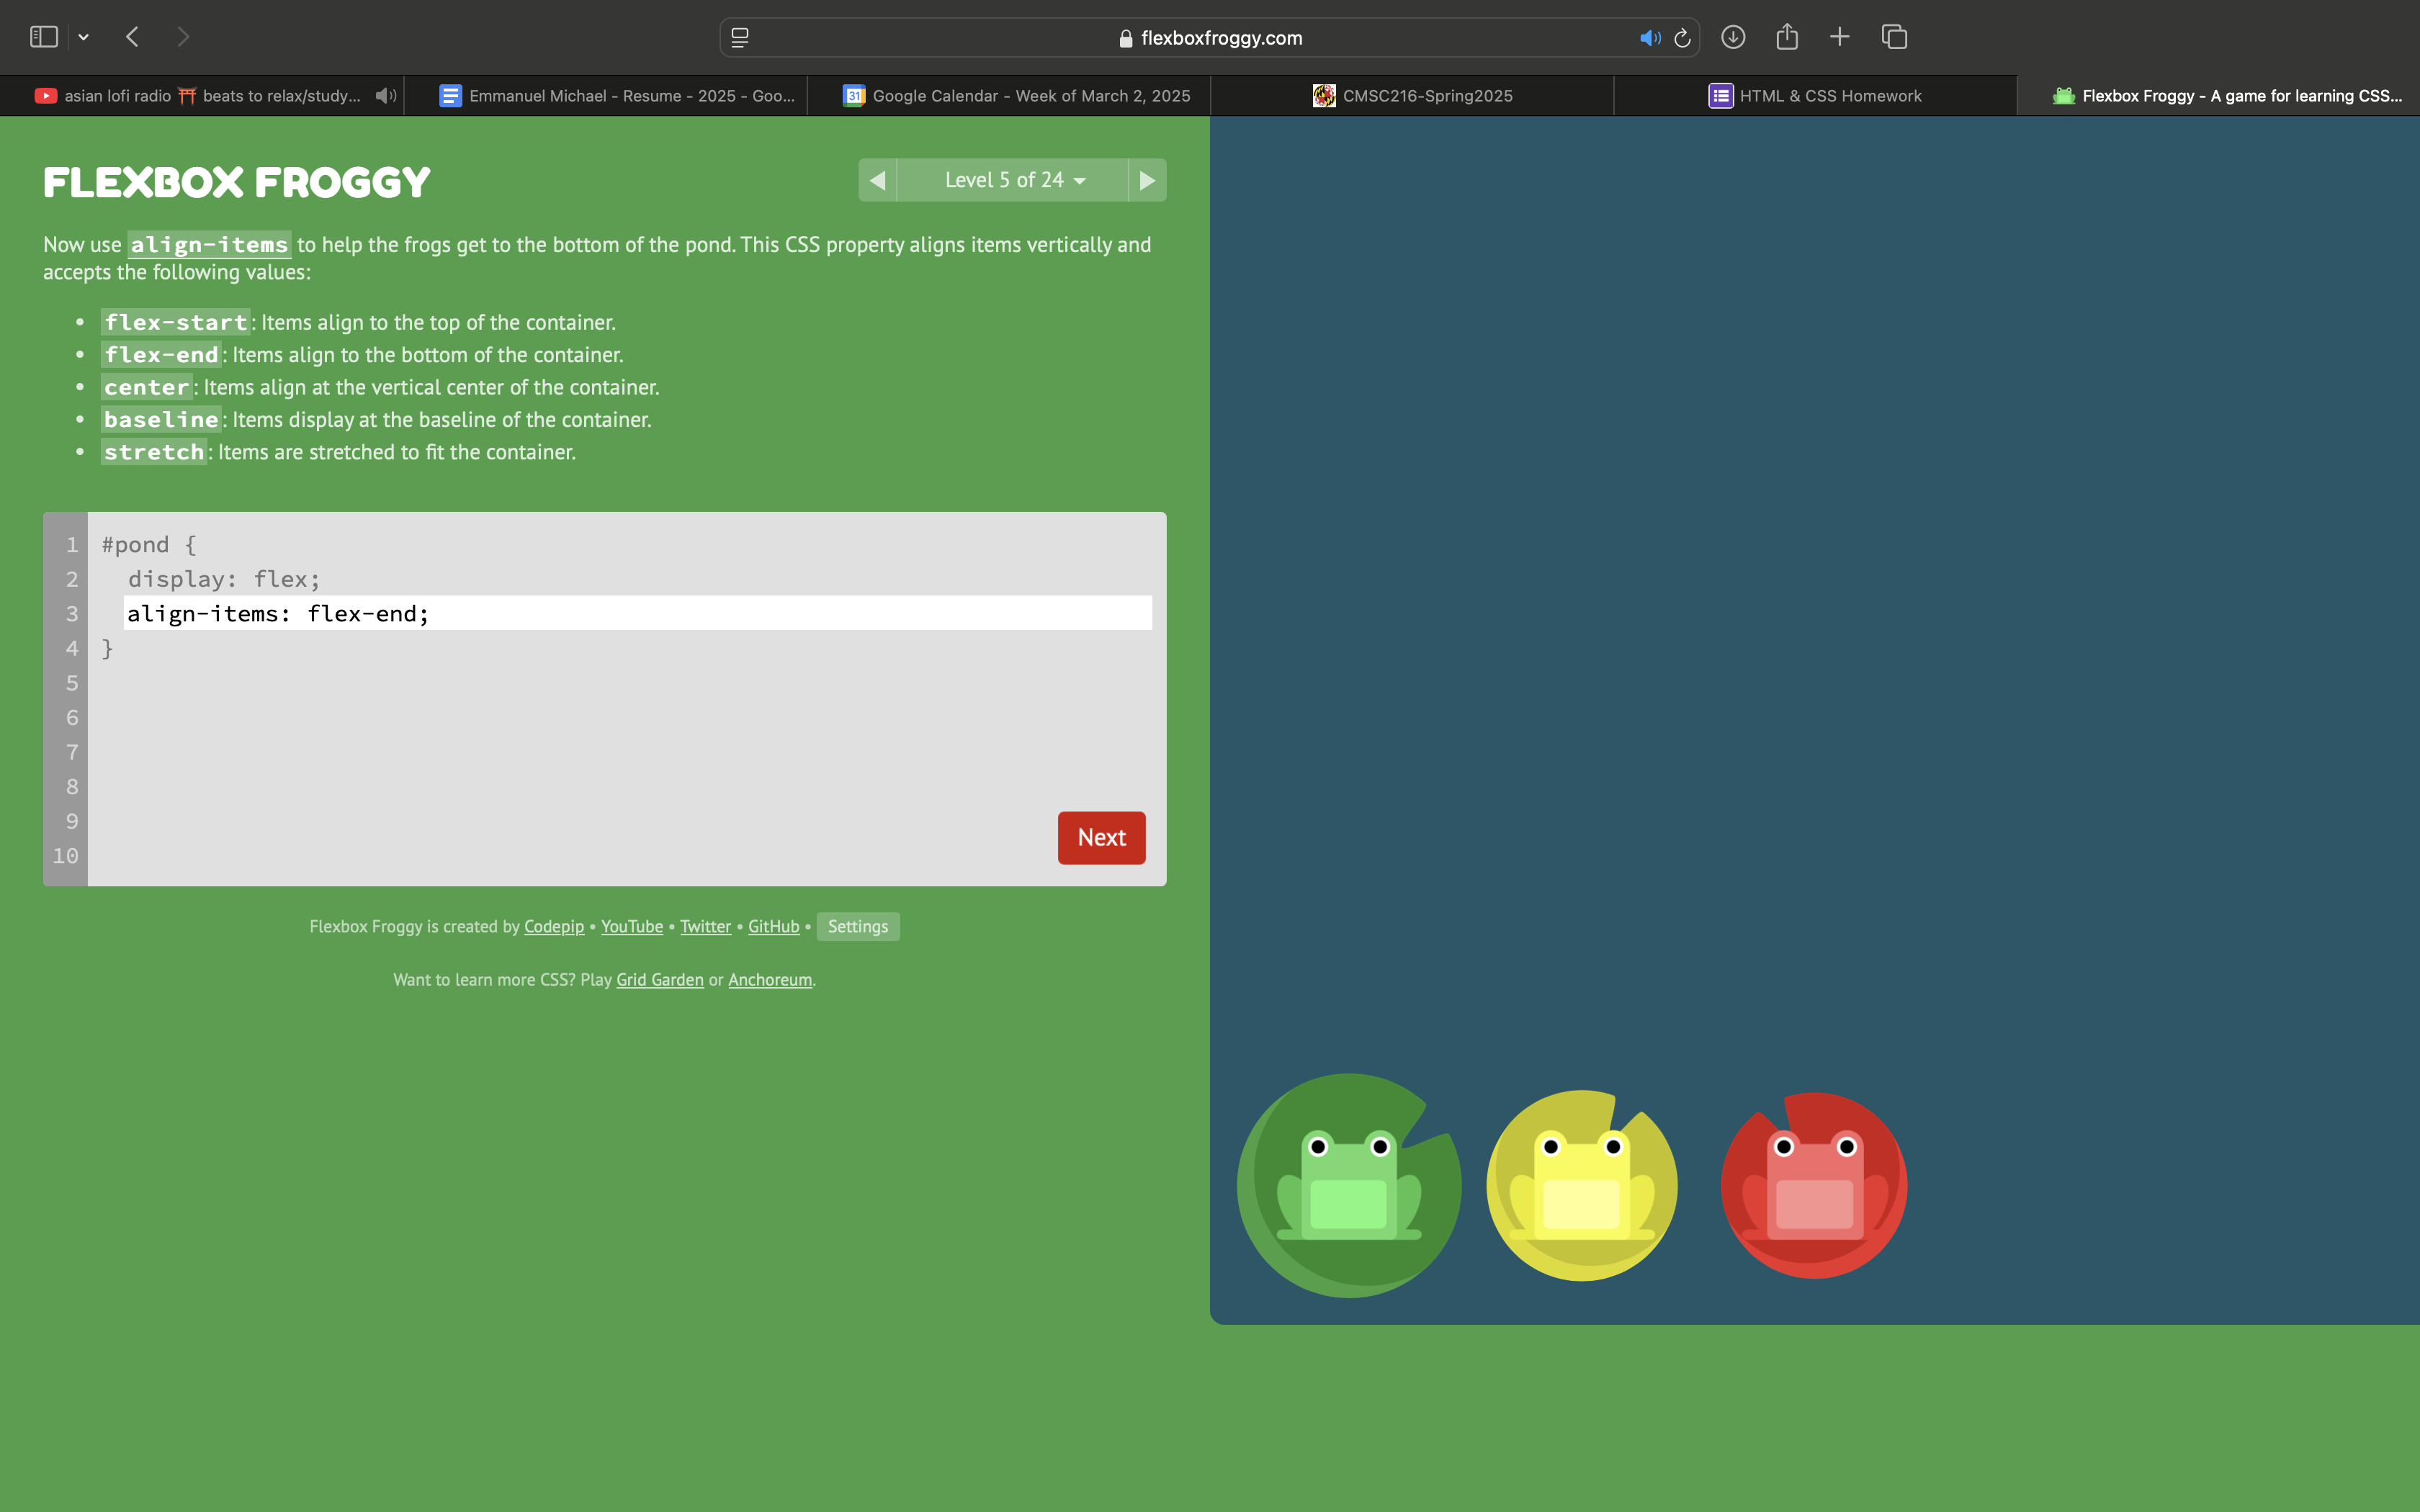 flexboxfroggy.com
asian lofi radio ⛩️ beats to relax/study...
Emmanuel Michael - Resume - 2025 - Goo...
31
Google Calendar - Week of March 2, 2025
CMSC216-Spring2025
HTML & CSS Homework
Flexbox Froggy - A game for learning CSS...
FLEXBOX FROGGY
Level 5 of 24
Now use align-items to help the frogs get to the bottom of the pond. This CSS property aligns items vertically and
accepts the following values:
• flex-start: Items align to the top of the container.
• flex-end: Items align to the bottom of the container.
• center: Items align at the vertical center of the container.
• baseline: Items display at the baseline of the container.
• stretch: Items are stretched to fit the container.
1 #pond {
2 display: flex;
3 align-items: flex-end;
4 }
5
6
7
8
9
10
Next
Flexbox Froggy is created by Codepip • YouTube • Twitter • GitHub • Settings
Want to learn more CSS? Play Grid Garden or Anchoreum.